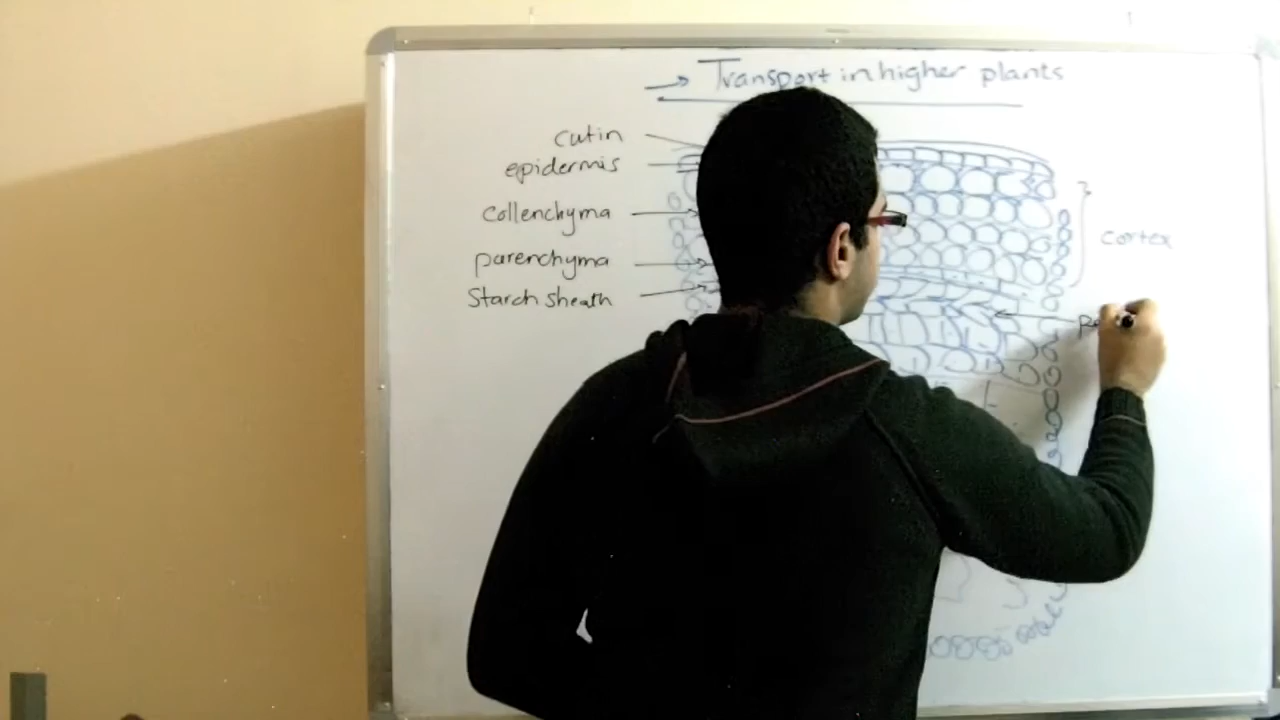 Transport in higher plants
cutin
epidermis
collenchyma
parenchyma
Starch sheath
cortex